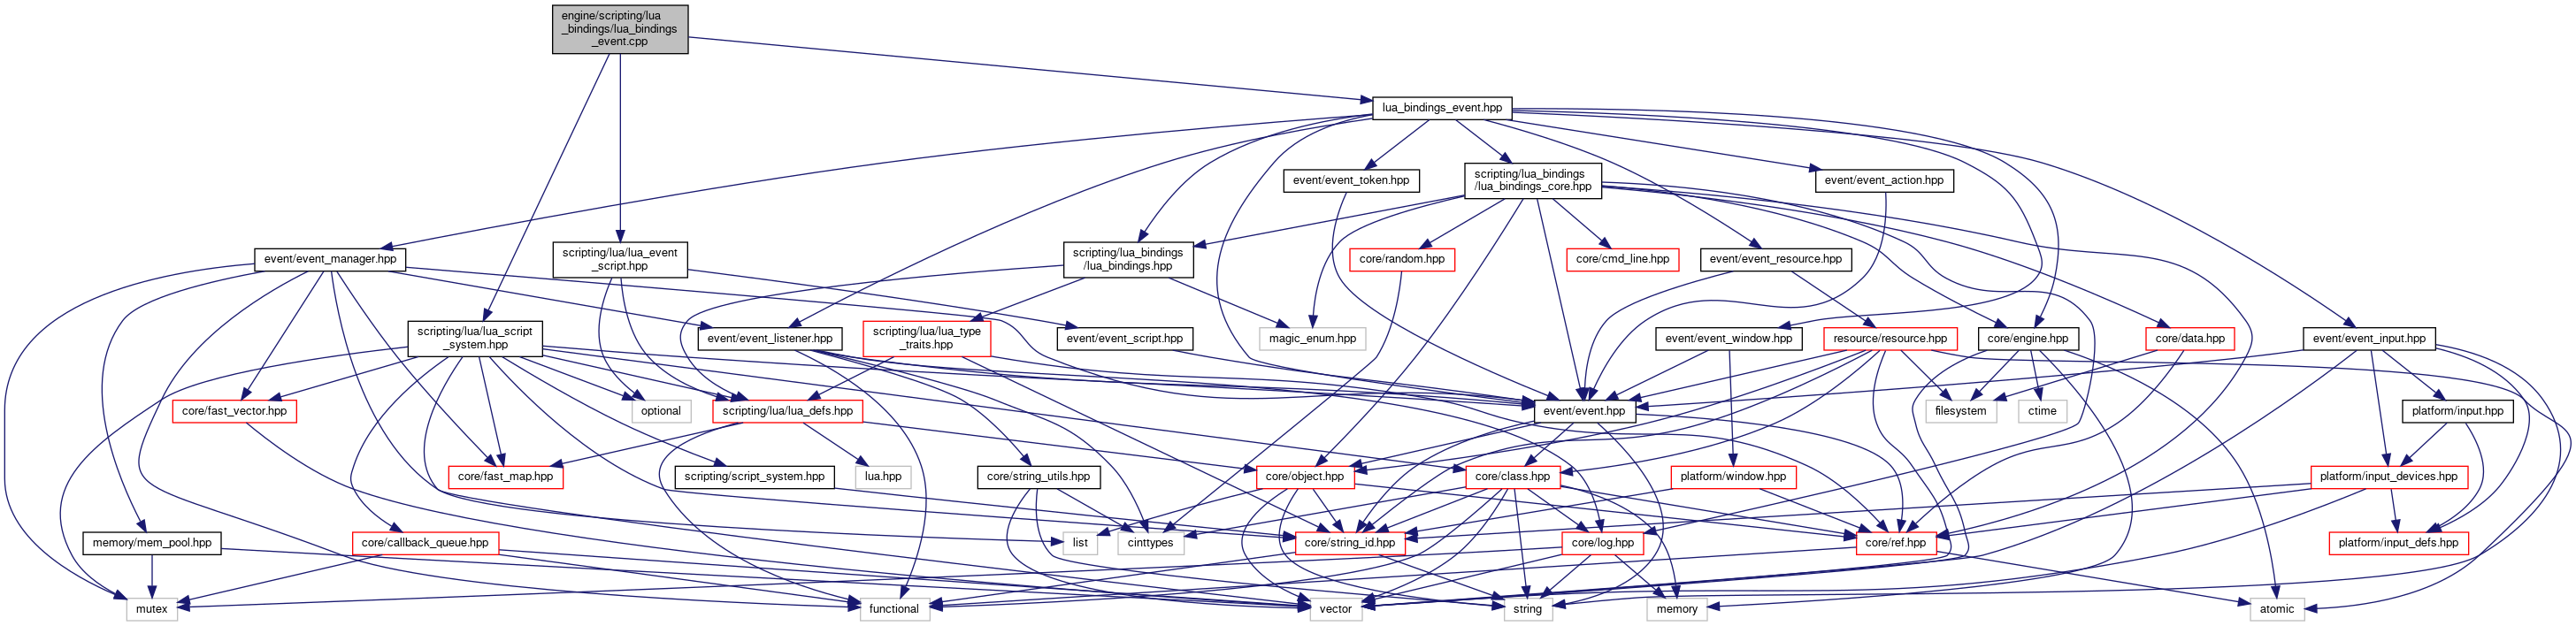 engine/scripting/lua
_bindings/lua_bindings
_event.cpp
lua_bindings_event.hpp
event/event_token.hpp
scripting/lua_bindings
/lua_bindings_core.hpp
event/event_action.hpp
event/event_manager.hpp
scripting/lua/lua_event
_script.hpp
scripting/lua_bindings
/lua_bindings.hpp
core/random.hpp
core/cmd_line.hpp
event/event_resource.hpp
scripting/lua/lua_script
_system.hpp
event/event_listener.hpp
scripting/lua/lua_type
_traits.hpp
event/event_script.hpp
magic_enum.hpp
event/event_window.hpp
resource/resource.hpp
core/engine.hpp
core/data.hpp
event/event_input.hpp
core/fast_vector.hpp
optional
scripting/lua/lua_defs.hpp
event/event.hpp
filesystem
ctime
platform/input.hpp
core/fast_map.hpp
scripting/script_system.hpp
lua.hpp
core/string_utils.hpp
core/object.hpp
core/class.hpp
platform/window.hpp
platform/input_devices.hpp
memory/mem_pool.hpp
core/callback_queue.hpp
list
cinttypes
core/string_id.hpp
core/log.hpp
core/ref.hpp
platform/input_defs.hpp
mutex
functional
vector
string
memory
atomic